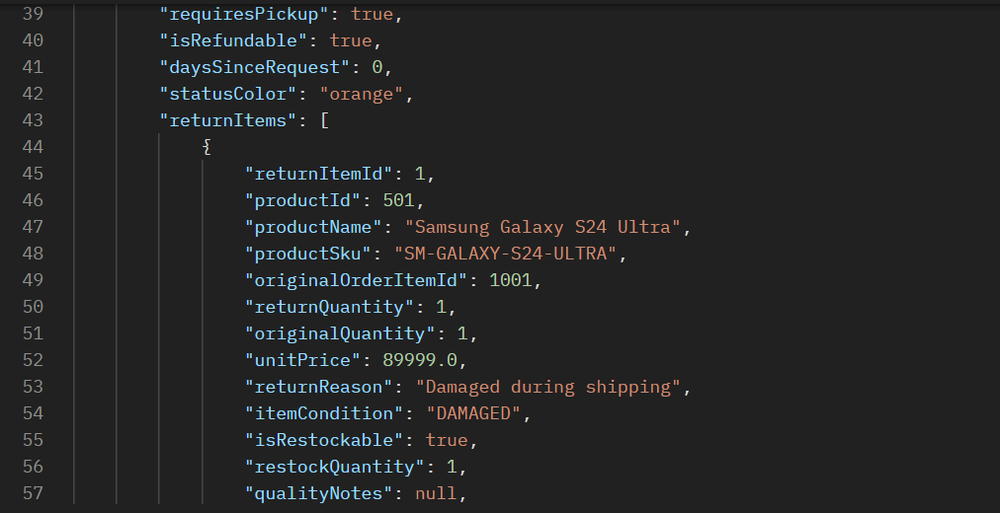 39 "requiresPickup": true,
40 "isRefundable": true,
41 "daysSinceRequest": 0,
42 "statusColor": "orange",
43 "returnItems": [
44 {
45 "returnItemId": 1,
46 "productId": 501,
47 "productName": "Samsung Galaxy S24 Ultra",
48 "productSku": "SM-GALAXY-S24-ULTRA",
49 "originalOrderItemId": 1001,
50 "returnQuantity": 1,
51 "originalQuantity": 1,
52 "unitPrice": 89999.0,
53 "returnReason": "Damaged during shipping",
54 "itemCondition": "DAMAGED",
55 "isRestockable": true,
56 "restockQuantity": 1,
57 "qualityNotes": null,